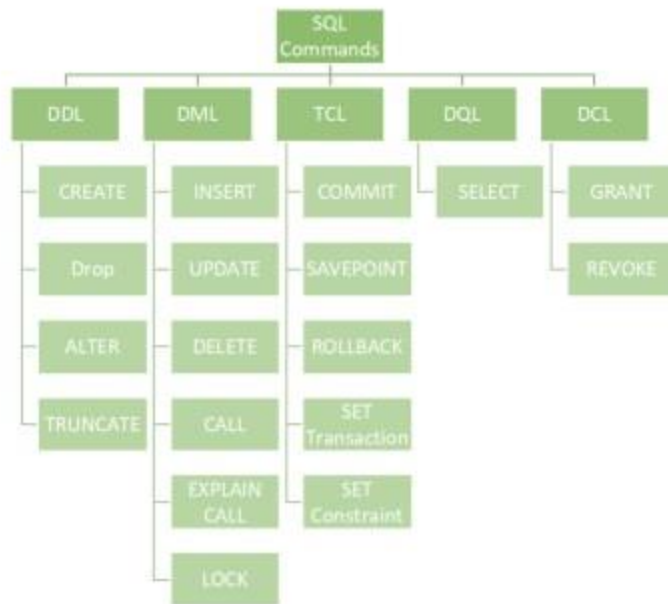 SQL
Commands
DDL
DML
TCL
DQL
DCL
CREATE
Drop
ALTER
TRUNCATE
INSERT
UPDATE
DELETE
CALL
EXPLAIN
CALL
LOCK
COMMIT
SAVEPOINT
ROLLBACK
SET
Transaction
SET
Constraint
SELECT
GRANT
REVOKE